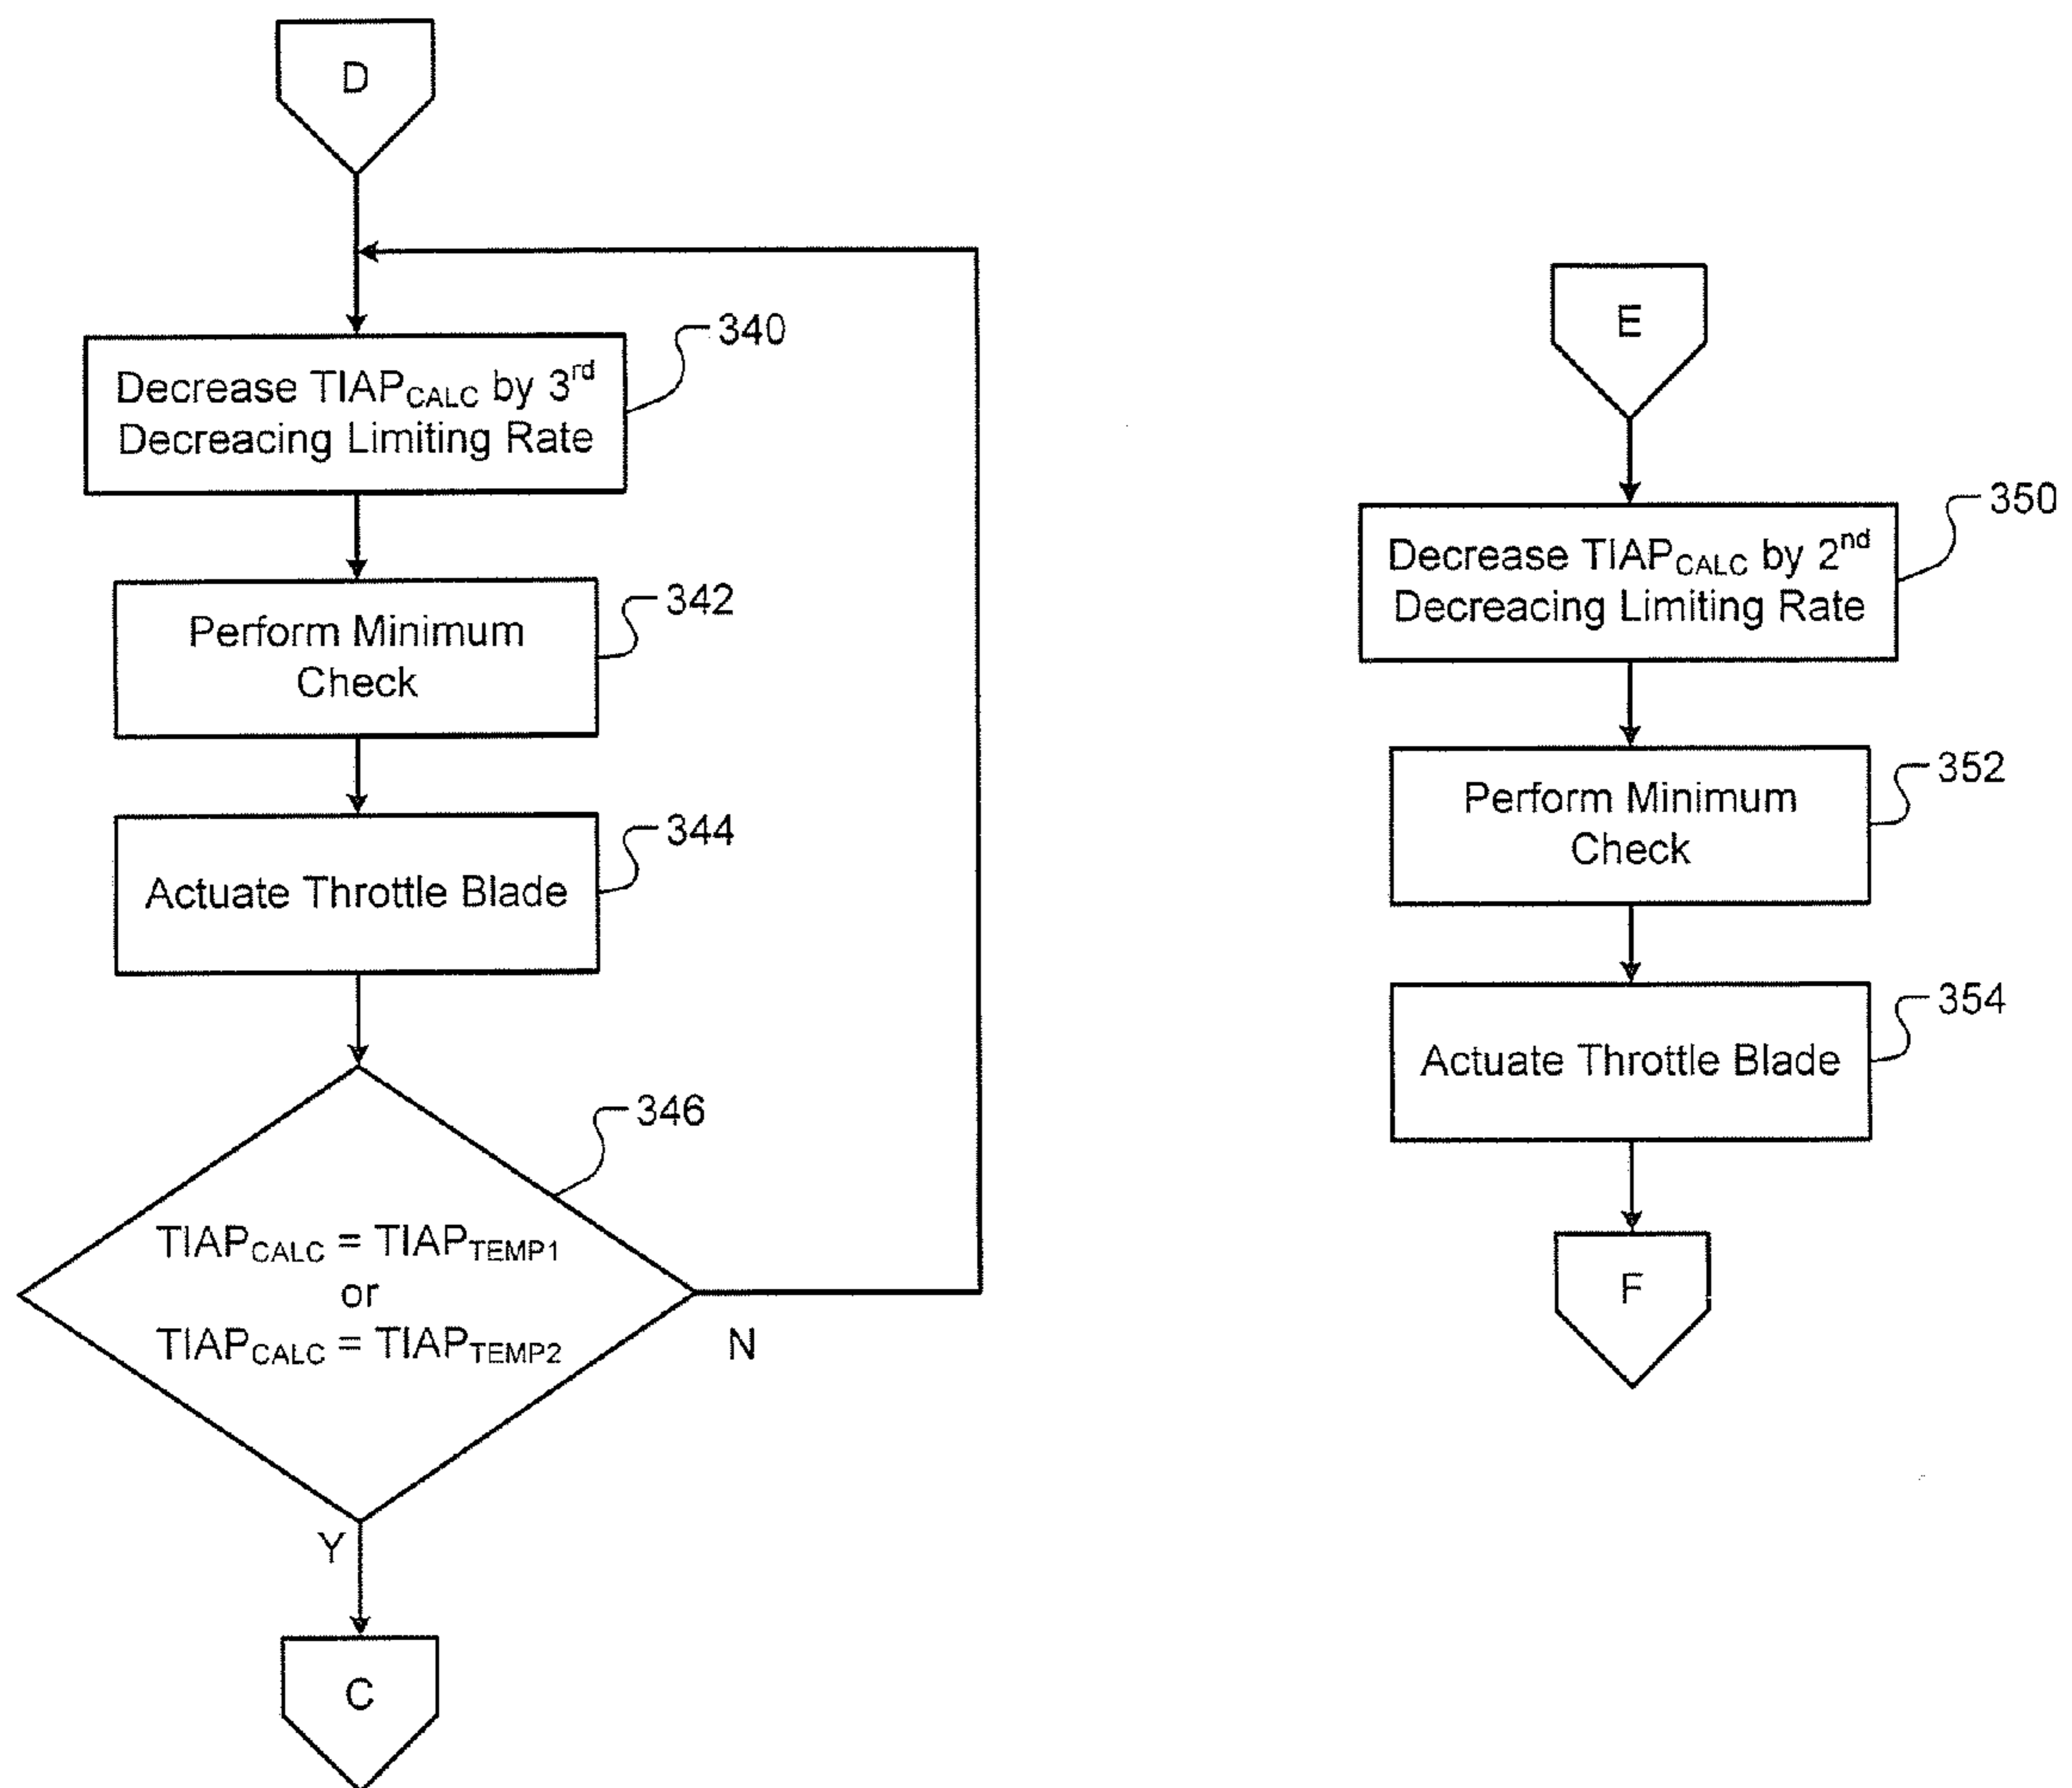 D
340
Decrease TIAPCALC by 3rd
Decreacing Limiting Rate
342
Perform Minimum
Check
344
Actuate Throttle Blade
346
TIAPCALC = TIAPTEMP1
or
TIAPCALC = TIAPTEMP2
N
Y
C
E
350
Decrease TIAPCALC by 2nd
Decreacing Limiting Rate
352
Perform Minimum
Check
354
Actuate Throttle Blade
F